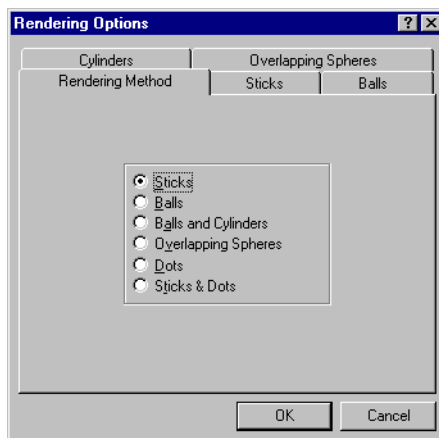 Rendering Options
Cylinders Overlapping Spheres
Rendering Method Sticks Balls
Sticks
Balls
Balls and Cylinders
Overlapping Spheres
Dots
Sticks & Dots
OK Cancel